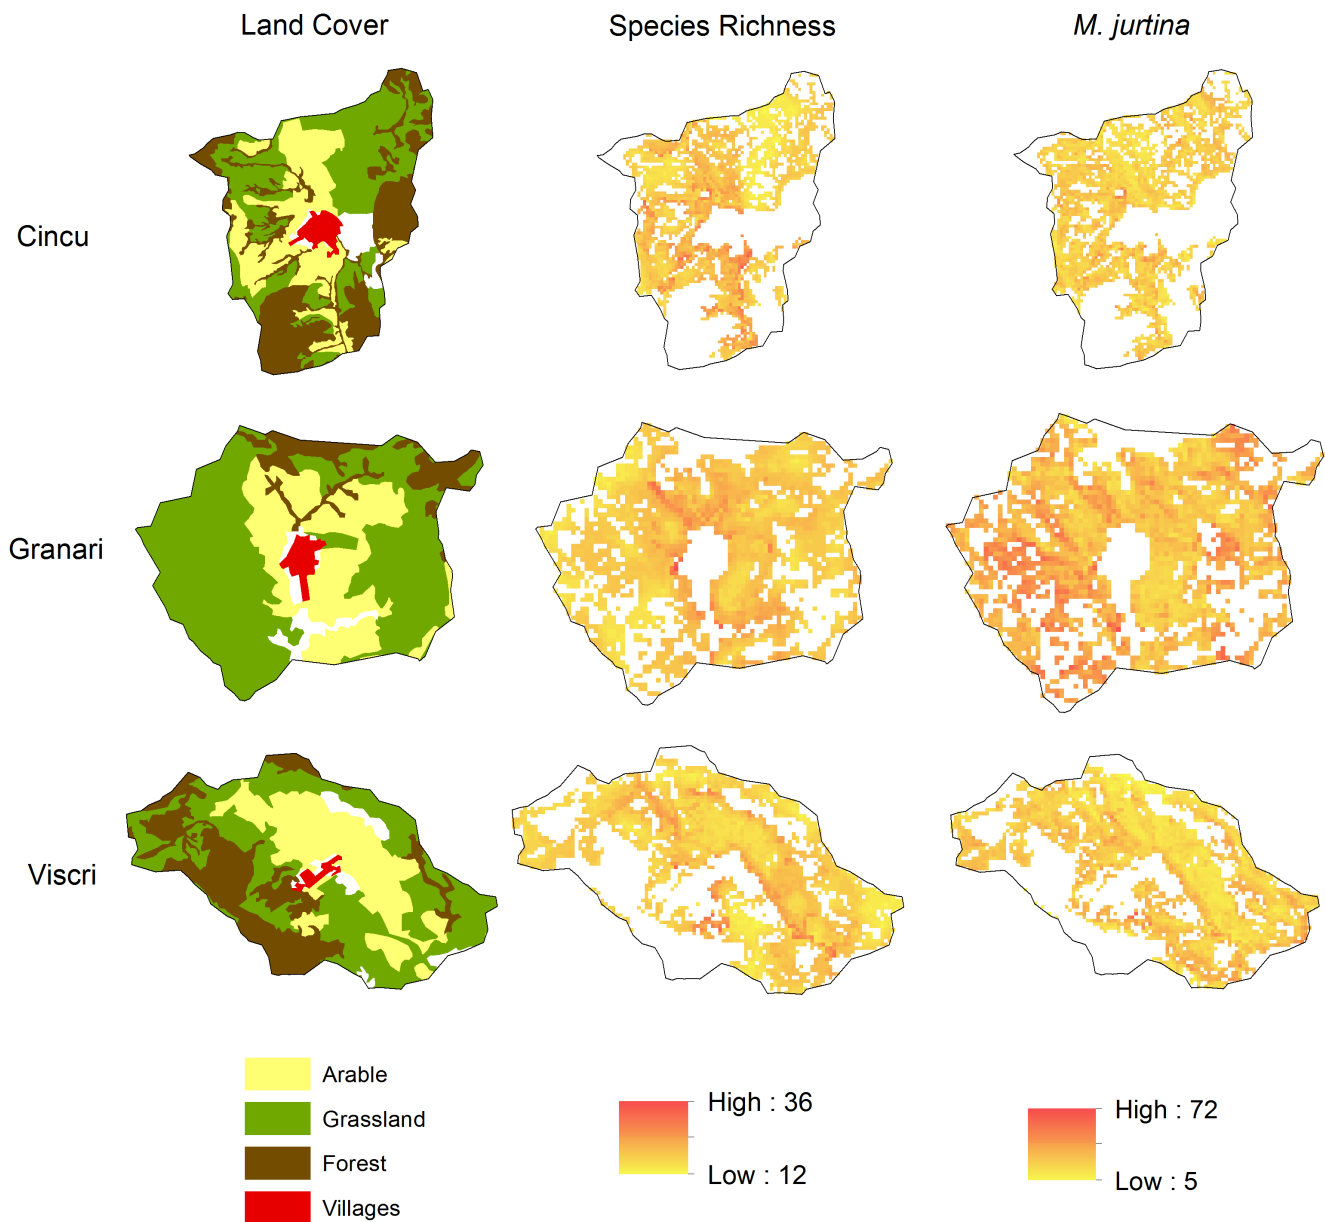 Land Cover
Species Richness
M. jurtina
Cincu
Granari
Viscri
Arable
Grassland
Forest
Villages
High : 36
Low : 12
High : 72
Low : 5